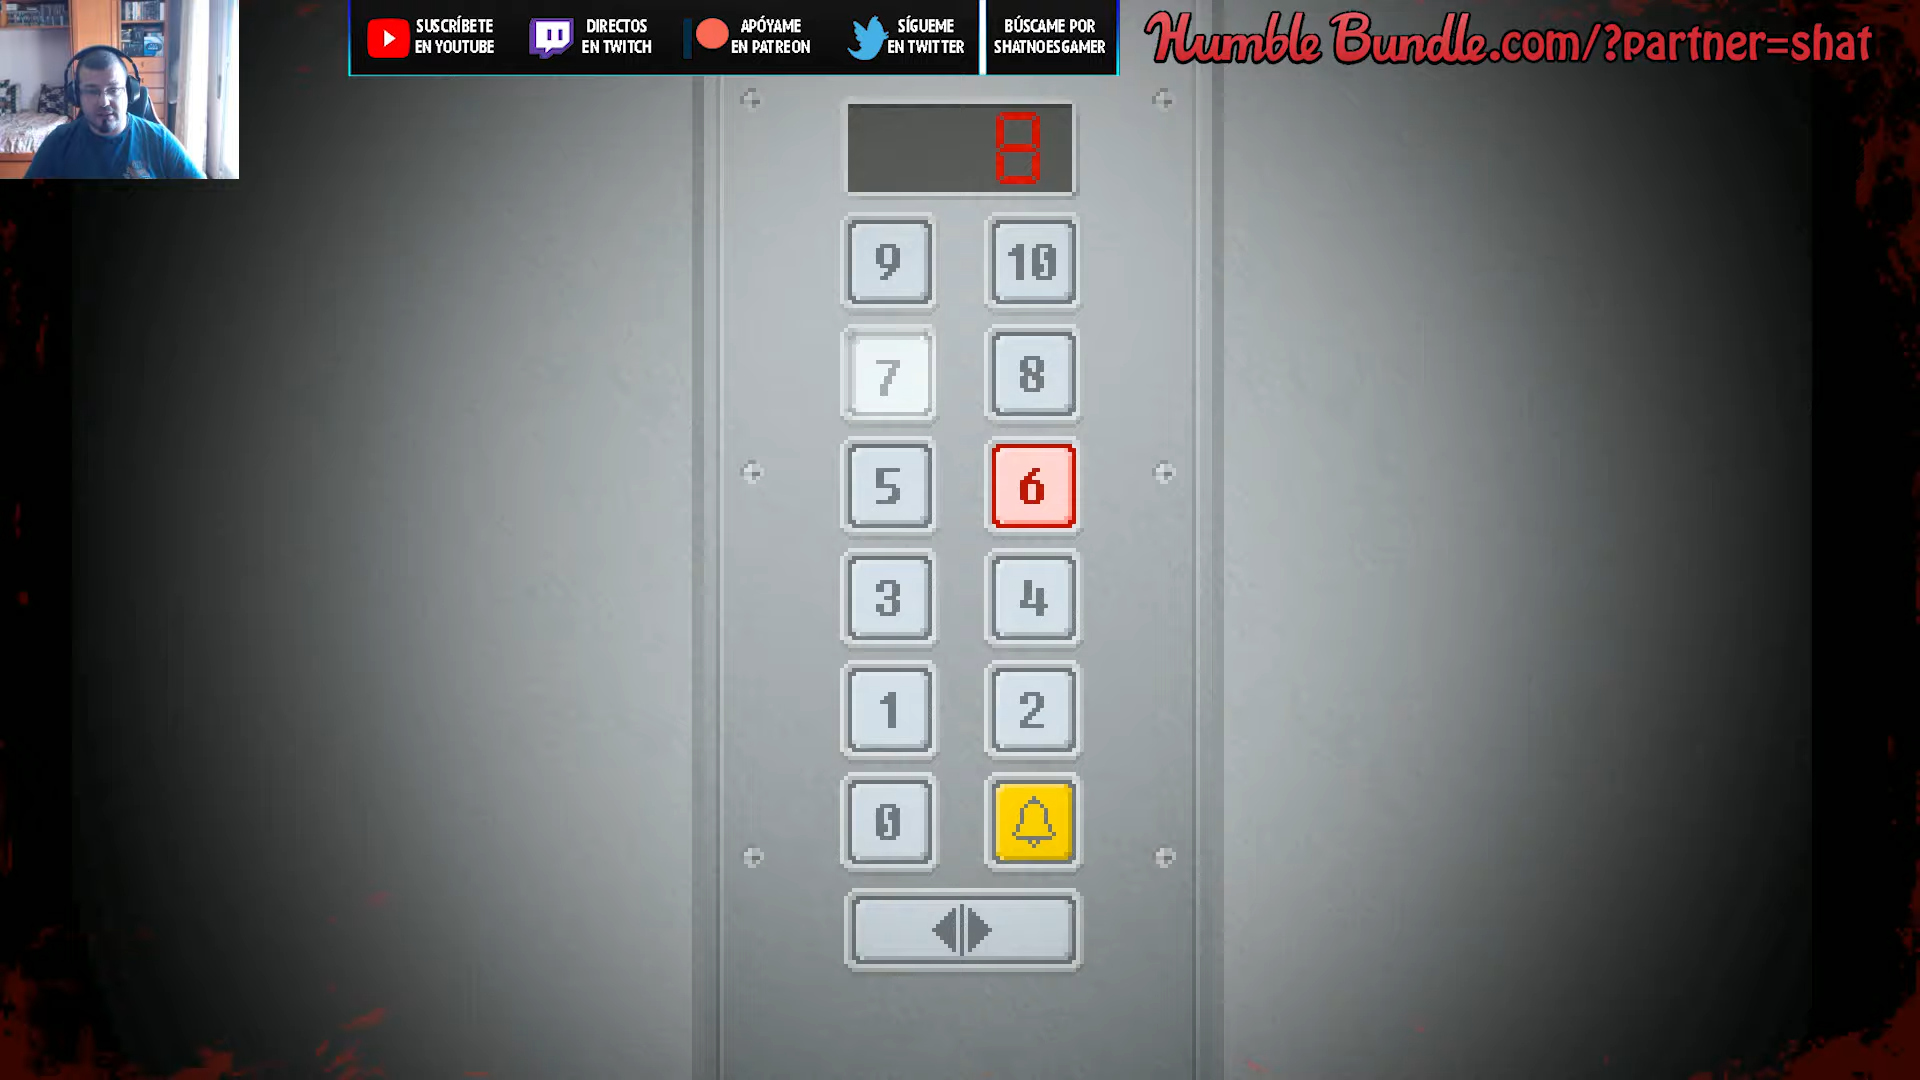 SUSCRÍBETE
EN YOUTUBE
DIRECTOS
EN TWITCH
APÓYAME
EN PATREON
SÍGUEME
EN TWITTER
BÚSCAME POR
SHATNOESGAMER
Humble Bundle.com/?partner=shat
8
9 10
7 8
5 6
3 4
1 2
0